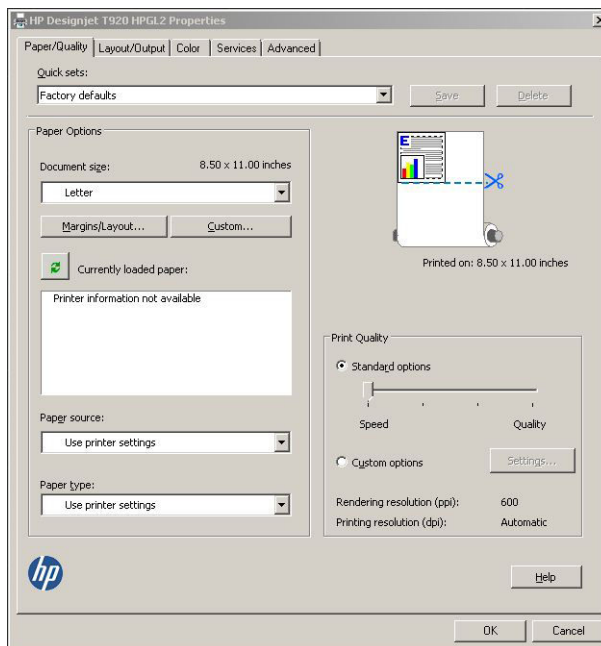 HP Designjet T920 HPGL2 Properties
Paper/Quality Layout/Output Color Services Advanced
Quick sets:
Factory defaults
Save Delete
Paper Options
Document size: 8.50 x 11.00 inches
Letter
Margins/Layout... Custom...
Currently loaded paper:
Printer information not available
Paper source:
Use printer settings
Paper type:
Use printer settings
E
Printed on: 8.50 x 11.00 inches
Print Quality
Standard options
Speed Quality
Custom options Settings...
Rendering resolution (ppi): 600
Printing resolution (dpi): Automatic
hp
Help
OK Cancel